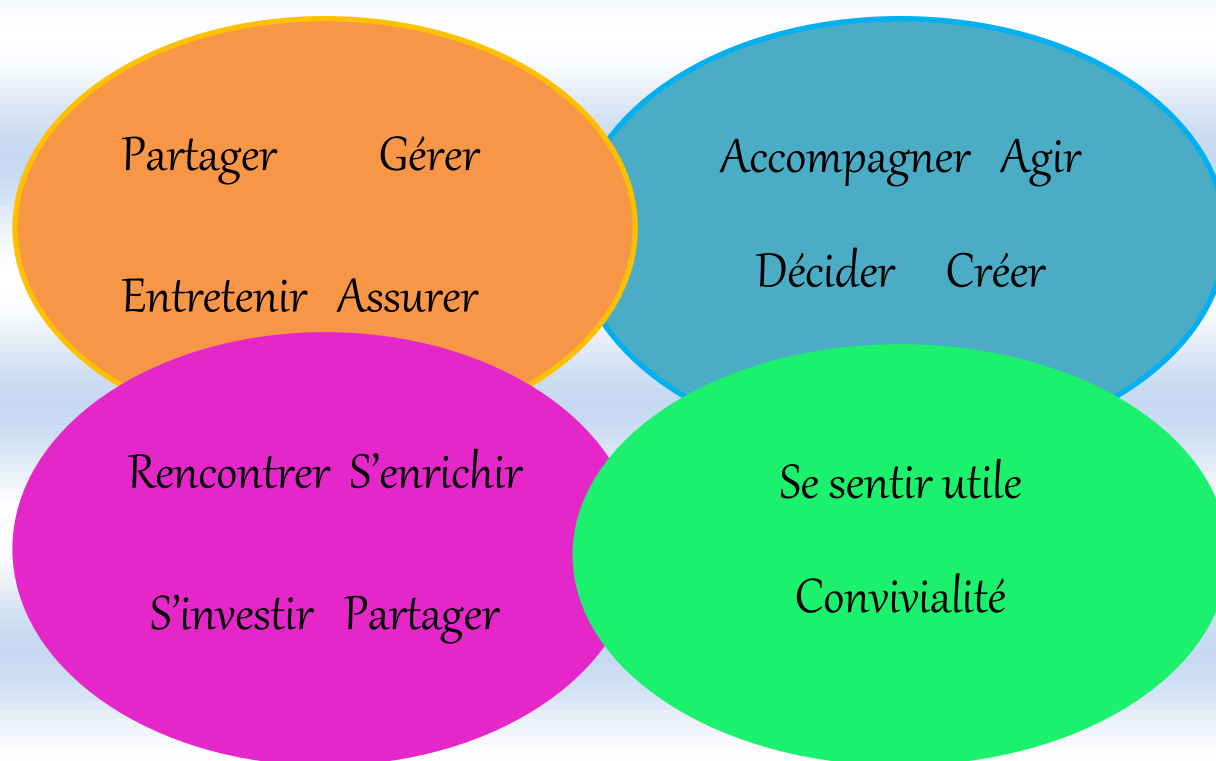 Partager Gérer
Entretenir Assurer
Accompagner Agir
Décider Créer
Rencontrer S’enrichir
S’investir Partager
Se sentir utile
Convivialité